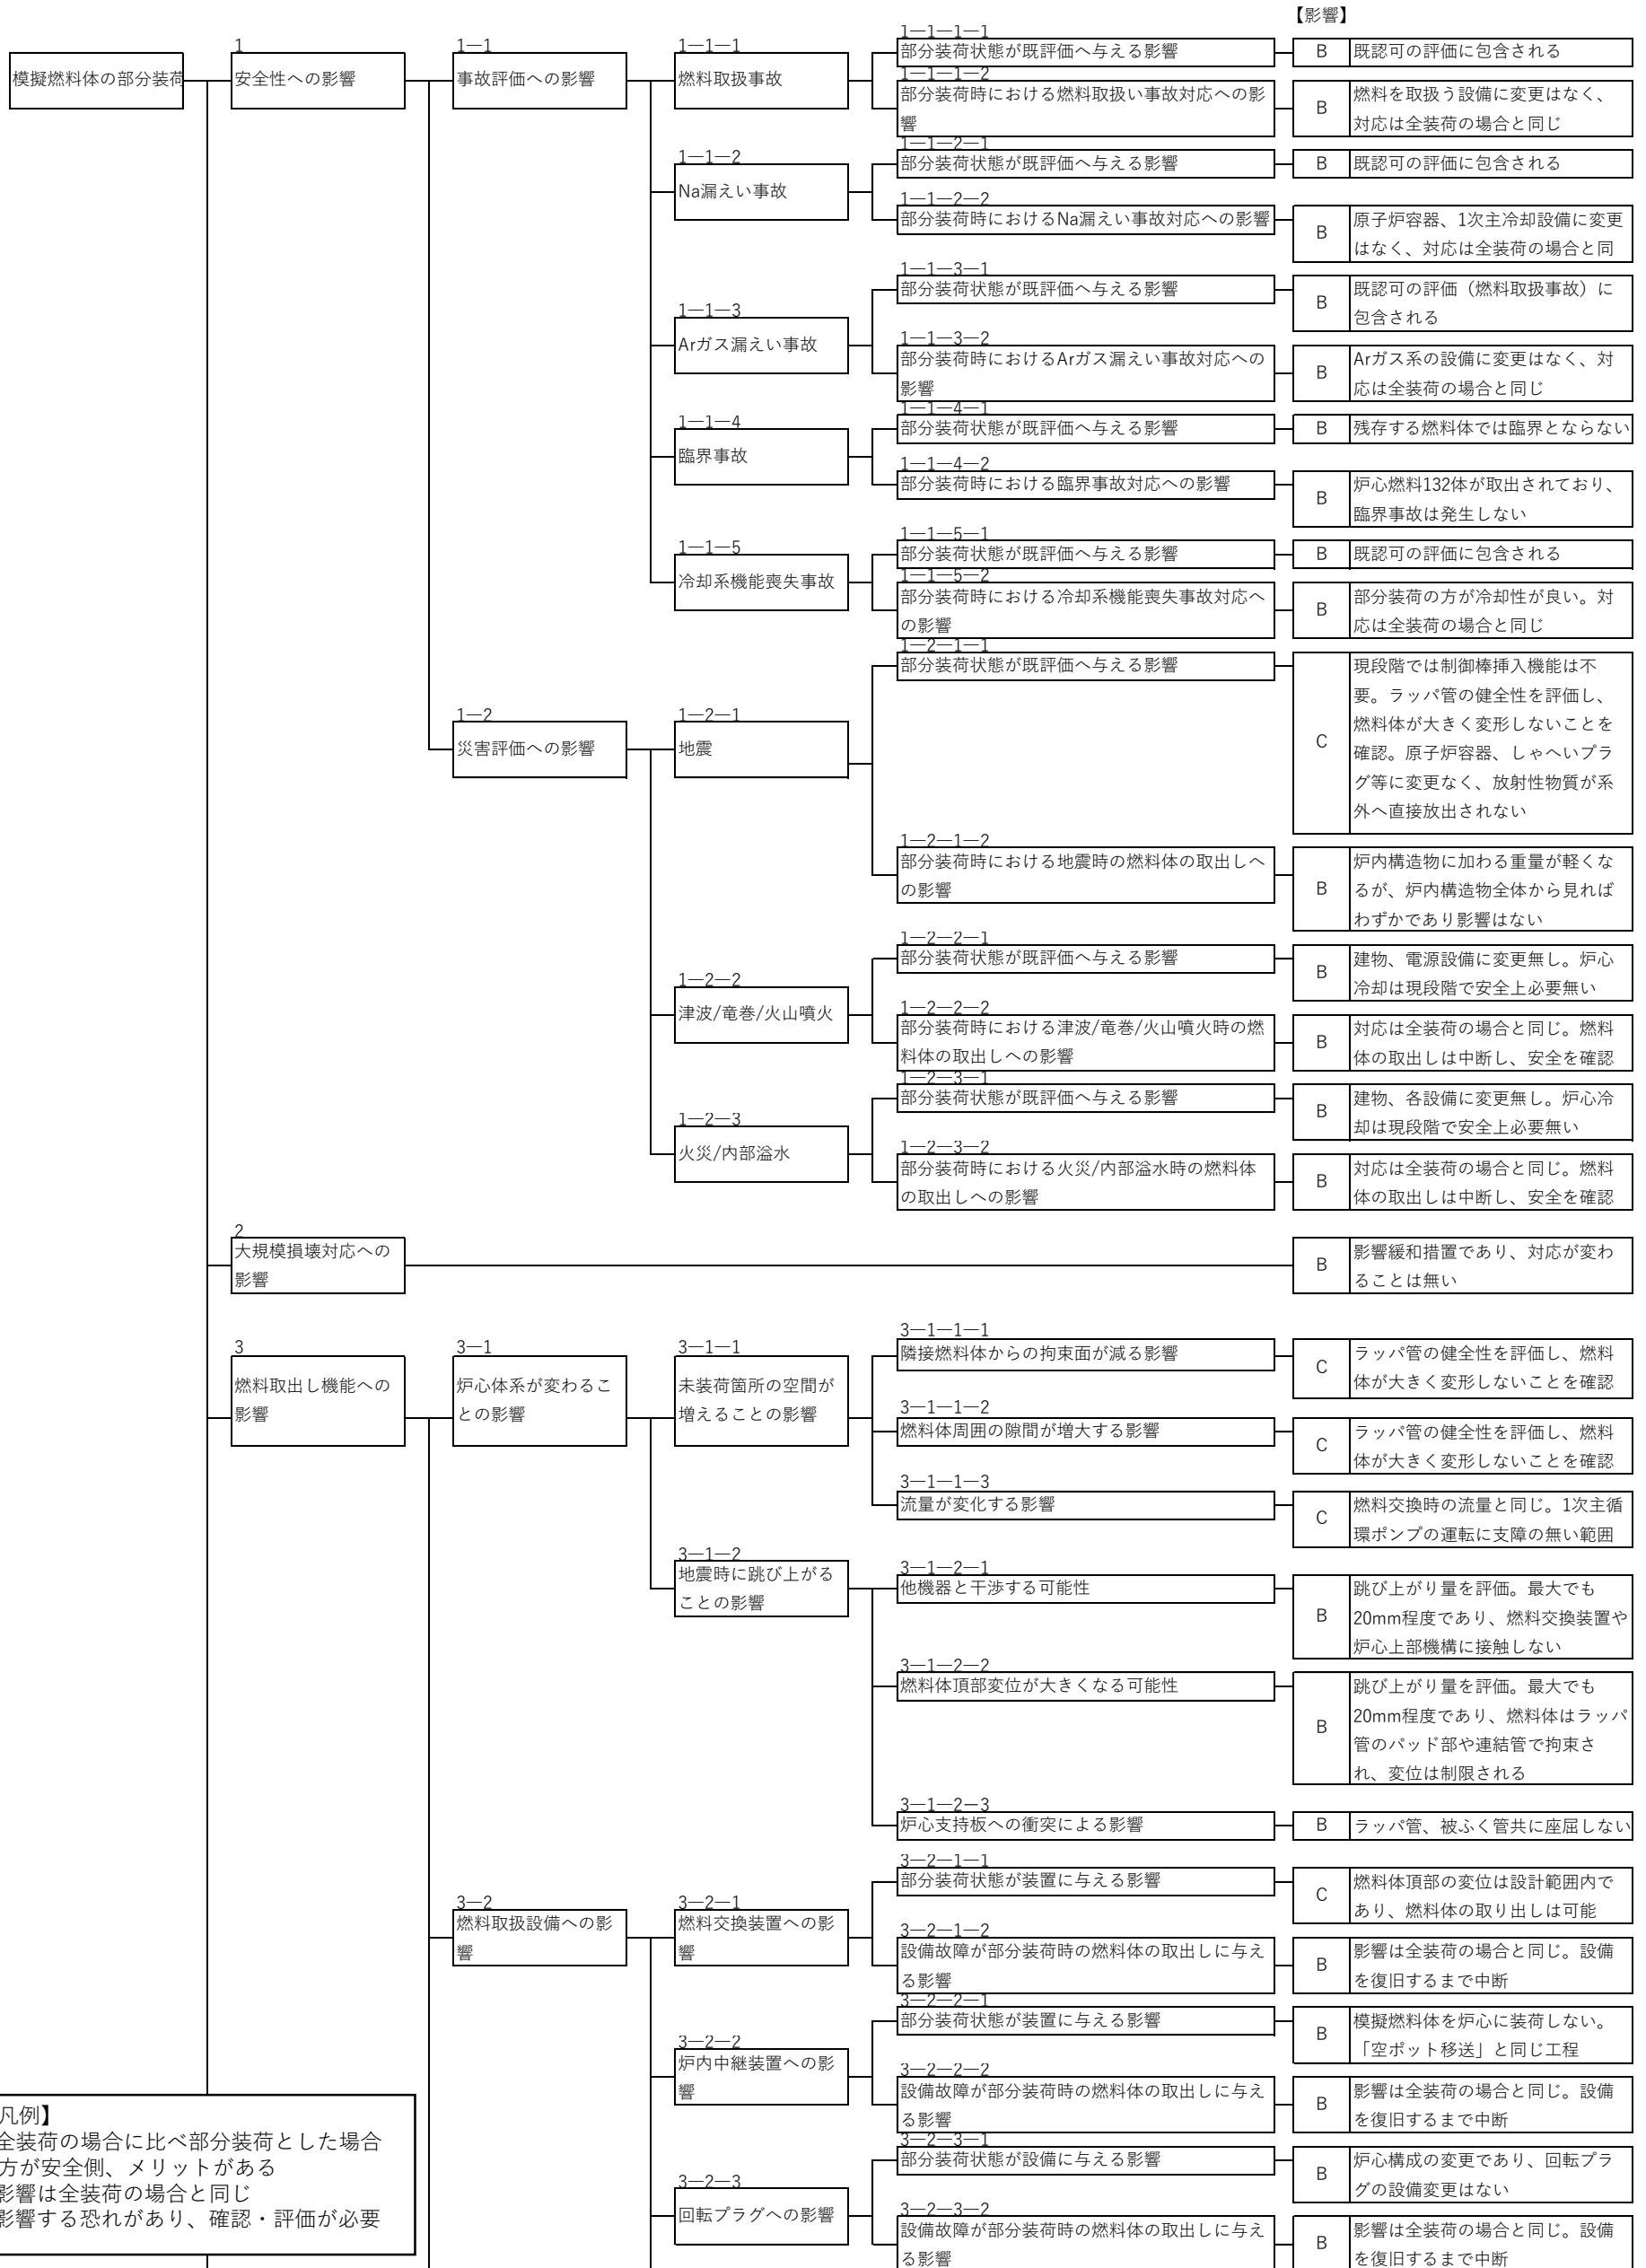 【影響】
模擬燃料体の部分装荷
1
安全性への影響
1―1
事故評価への影響
1―1―1
燃料取扱事故
1―1―1―1
部分装荷状態が既評価へ与える影響
B
既認可の評価に包含される
1―1―1―2
部分装荷時における燃料取扱い事故対応への影
響
B
燃料を取扱う設備に変更はなく、
対応は全装荷の場合と同じ
1―1―2
Na漏えい事故
1―1―2―1
部分装荷状態が既評価へ与える影響
B
既認可の評価に包含される
1―1―2―2
部分装荷時におけるNa漏えい事故対応への影響
B
原子炉容器、1次主冷却設備に変更
はなく、対応は全装荷の場合と同
1―1―3
Arガス漏えい事故
1―1―3―1
部分装荷状態が既評価へ与える影響
B
既認可の評価（燃料取扱事故）に
包含される
1―1―3―2
部分装荷時におけるArガス漏えい事故対応への
影響
B
Arガス系の設備に変更はなく、対
応は全装荷の場合と同じ
1―1―4
臨界事故
1―1―4―1
部分装荷状態が既評価へ与える影響
B
残存する燃料体では臨界とならない
1―1―4―2
部分装荷時における臨界事故対応への影響
B
炉心燃料132体が取出されており、
臨界事故は発生しない
1―1―5
冷却系機能喪失事故
1―1―5―1
部分装荷状態が既評価へ与える影響
B
既認可の評価に包含される
1―1―5―2
部分装荷時における冷却系機能喪失事故対応へ
の影響
B
部分装荷の方が冷却性が良い。対
応は全装荷の場合と同じ
1―2
災害評価への影響
1―2―1
地震
1―2―1―1
部分装荷状態が既評価へ与える影響
C
現段階では制御棒挿入機能は不
要。ラッパ管の健全性を評価し、
燃料体が大きく変形しないことを
確認。原子炉容器、しゃへいプラ
グ等に変更なく、放射性物質が系
外へ直接放出されない
1―2―1―2
部分装荷時における地震時の燃料体の取出しへ
の影響
B
炉内構造物に加わる重量が軽くな
るが、炉内構造物全体から見れば
わずかであり影響はない
1―2―2
津波/竜巻/火山噴火
1―2―2―1
部分装荷状態が既評価へ与える影響
B
建物、電源設備に変更無し。炉心
冷却は現段階で安全上必要無い
1―2―2―2
部分装荷時における津波/竜巻/火山噴火時の燃
料体の取出しへの影響
B
対応は全装荷の場合と同じ。燃料
体の取出しは中断し、安全を確認
1―2―3
火災/内部溢水
1―2―3―1
部分装荷状態が既評価へ与える影響
B
建物、各設備に変更無し。炉心冷
却は現段階で安全上必要無い
1―2―3―2
部分装荷時における火災/内部溢水時の燃料体
の取出しへの影響
B
対応は全装荷の場合と同じ。燃料
体の取出しは中断し、安全を確認
2
大規模損壊対応への
影響
B
影響緩和措置であり、対応が変わ
ることは無い
3
燃料取出し機能への
影響
3―1
炉心体系が変わるこ
との影響
3―1―1
未装荷箇所の空間が
増えることの影響
3―1―1―1
隣接燃料体からの拘束面が減る影響
C
ラッパ管の健全性を評価し、燃料
体が大きく変形しないことを確認
3―1―1―2
燃料体周囲の隙間が増大する影響
C
ラッパ管の健全性を評価し、燃料
体が大きく変形しないことを確認
3―1―1―3
流量が変化する影響
C
燃料交換時の流量と同じ。1次主循
環ポンプの運転に支障の無い範囲
3―1―2
地震時に跳び上がる
ことの影響
3―1―2―1
他機器と干渉する可能性
B
跳び上がり量を評価。最大でも
20mm程度であり、燃料交換装置や
炉心上部機構に接触しない
3―1―2―2
燃料体頂部変位が大きくなる可能性
B
跳び上がり量を評価。最大でも
20mm程度であり、燃料体はラッパ
管のパッド部や連結管で拘束さ
れ、変位は制限される
3―1―2―3
炉心支持板への衝突による影響
B
ラッパ管、被ふく管共に座屈しない
3―2
燃料取扱設備への影
響
3―2―1
燃料交換装置への影
響
3―2―1―1
部分装荷状態が装置に与える影響
C
燃料体頂部の変位は設計範囲内で
あり、燃料体の取り出しは可能
3―2―1―2
設備故障が部分装荷時の燃料体の取出しに与え
る影響
B
影響は全装荷の場合と同じ。設備
を復旧するまで中断
3―2―2
炉内中継装置への影
響
3―2―2―1
部分装荷状態が装置に与える影響
B
模擬燃料体を炉心に装荷しない。
「空ポット移送」と同じ工程
3―2―2―2
設備故障が部分装荷時の燃料体の取出しに与え
る影響
B
影響は全装荷の場合と同じ。設備
を復旧するまで中断
3―2―3
回転プラグへの影響
3―2―3―1
部分装荷状態が設備に与える影響
B
炉心構成の変更であり、回転プラ
グの設備変更はない
3―2―3―2
設備故障が部分装荷時の燃料体の取出しに与え
る影響
B
影響は全装荷の場合と同じ。設備
を復旧するまで中断
凡例】
全装荷の場合に比べ部分装荷とした場合
方が安全側、メリットがある
影響は全装荷の場合と同じ
影響する恐れがあり、確認・評価が必要